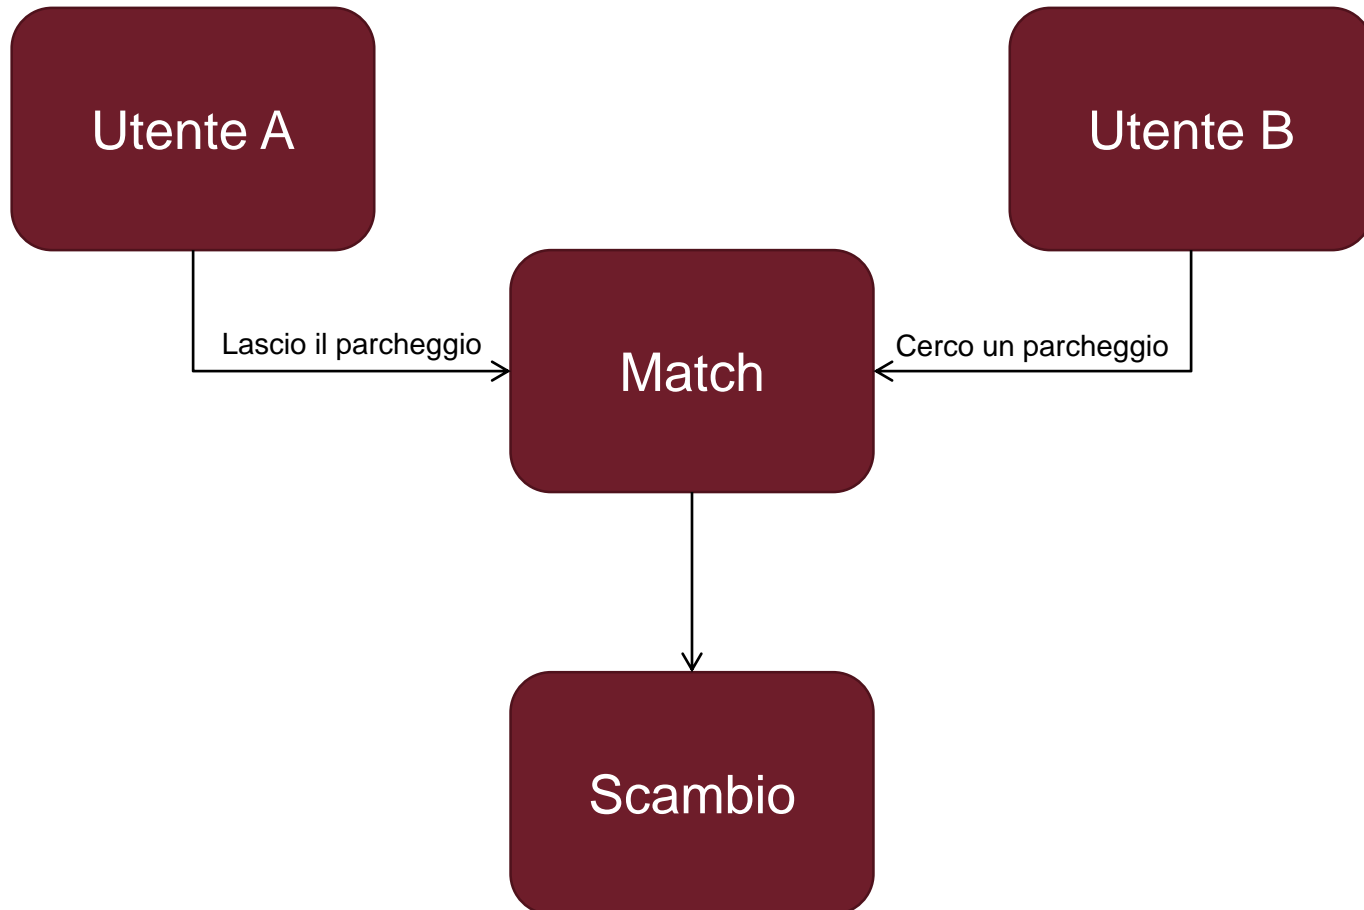 Utente A
Utente B
Lascio il parcheggio
Match
Cerco un parcheggio
Scambio